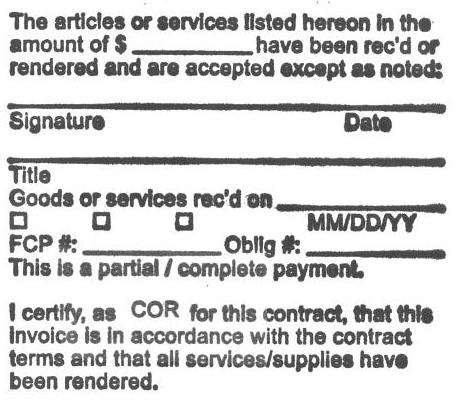 The articles or services listed hereon in the
amount of $ __________ have been rec'd or
rendered and are accepted except as noted:
Signature Date
Title
Goods or services rec'd on ______________
☐ ☐ ☐ MM/DD/YY
FCP #: ____________ Oblig #: ____________
This is a partial / complete payment.
I certify, as COR for this contract, that this
invoice is in accordance with the contract
terms and that all services/supplies have
been rendered.